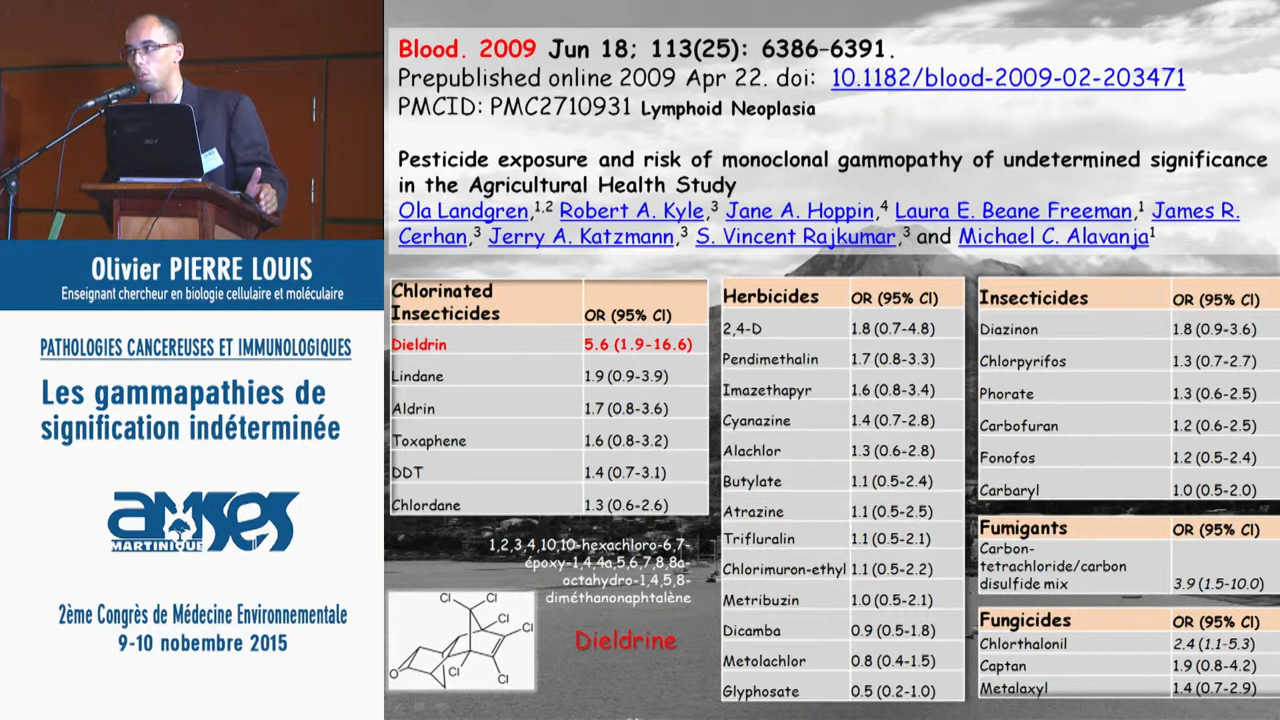 Olivier PIERRE LOUIS
Enseignant chercheur en biologie cellulaire et moléculaire
PATHOLOGIES CANCEREUSES ET IMMUNOLOGIQUES
Les gammapathies de
signification indéterminée
amses
MARTINIQUE
2ème Congrès de Médecine Environnementale
9-10 nobembre 2015
Blood. 2009 Jun 18; 113(25): 6386-6391.
Prepublished online 2009 Apr 22. doi: 10.1182/blood-2009-02-203471
PMCID: PMC2710931 Lymphoid Neoplasia
Pesticide exposure and risk of monoclonal gammopathy of undetermined significance
in the Agricultural Health Study
Ola Landgren,1,2 Robert A. Kyle,3 Jane A. Hoppin,4 Laura E. Beane Freeman,1 James R.
Cerhan,3 Jerry A. Katzmann,3 S. Vincent Rajkumar,3 and Michael C. Alavanja1
Chlorinated
Insecticides OR (95% CI)
Dieldrin 5.6 (1.9-16.6)
Lindane 1.9 (0.9-3.9)
Aldrin 1.7 (0.8-3.6)
Toxaphene 1.6 (0.8-3.2)
DDT 1.4 (0.7-3.1)
Chlordane 1.3 (0.6-2.6)
1,2,3,4,10,10-hexachloro-6,7-
époxy-1,4,4a,5,6,7,8,8a-
octahydro-1,4,5,8-
diméthanonaphtalène
Dieldrine
Cl Cl
Cl
Cl
Cl
Cl
O
Herbicides OR (95% CI)
2,4-D 1.8 (0.7-4.8)
Pendimethalin 1.7 (0.8-3.3)
Imazethapyr 1.6 (0.8-3.4)
Cyanazine 1.4 (0.7-2.8)
Alachlor 1.3 (0.6-2.8)
Butylate 1.1 (0.5-2.4)
Atrazine 1.1 (0.5-2.5)
Trifluralin 1.1 (0.5-2.1)
Chlorimuron-ethyl 1.1 (0.5-2.2)
Metribuzin 1.0 (0.5-2.1)
Dicamba 0.9 (0.5-1.8)
Metolachlor 0.8 (0.4-1.5)
Glyphosate 0.5 (0.2-1.0)
Insecticides OR (95% CI)
Diazinon 1.8 (0.9-3.6)
Chlorpyrifos 1.3 (0.7-2.7)
Phorate 1.3 (0.6-2.5)
Carbofuran 1.2 (0.6-2.5)
Fonofos 1.2 (0.5-2.4)
Carbaryl 1.0 (0.5-2.0)
Fumigants OR (95% CI)
Carbon-
tetrachloride/carbon
disulfide mix 3.9 (1.5-10.0)
Fungicides OR (95% CI)
Chlorthalonil 2.4 (1.1-5.3)
Captan 1.9 (0.8-4.2)
Metalaxyl 1.4 (0.7-2.9)